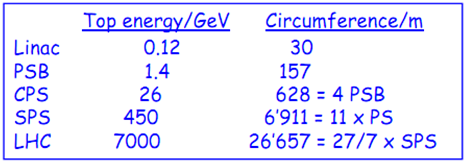 Top energy/GeV Circumference/m
Linac 0.12 30
PSB 1.4 157
CPS 26 628 = 4 PSB
SPS 450 6'911 = 11 x PS
LHC 7000 26'657 = 27/7 x SPS